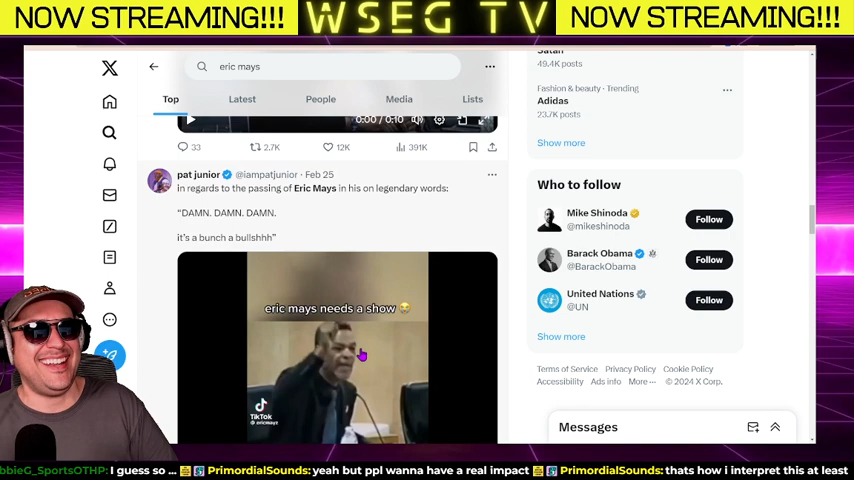 NOW STREAMING!!!
WSEG TV
NOW STREAMING!!!
eric mays
Top
Latest
People
Media
Lists
0:00 / 0:10
33
2.7K
12K
391K
pat junior @iampatjunior · Feb 25
in regards to the passing of Eric Mays in his on legendary words:
"DAMN. DAMN. DAMN.
it's a bunch a bullshhh"
eric mays needs a show 😭
TikTok
@ericmayz
Satan
49.4K posts
Fashion & beauty · Trending
Adidas
23.7K posts
Show more
Who to follow
Mike Shinoda
@mikeshinoda
Follow
Barack Obama
@BarackObama
Follow
United Nations
@UN
Follow
Show more
Terms of Service Privacy Policy Cookie Policy
Accessibility Ads info More··· © 2024 X Corp.
Messages
bbieG_SportsOTHP: I guess so ... PrimordialSounds: yeah but ppl wanna have a real impact PrimordialSounds: thats how i interpret this at least